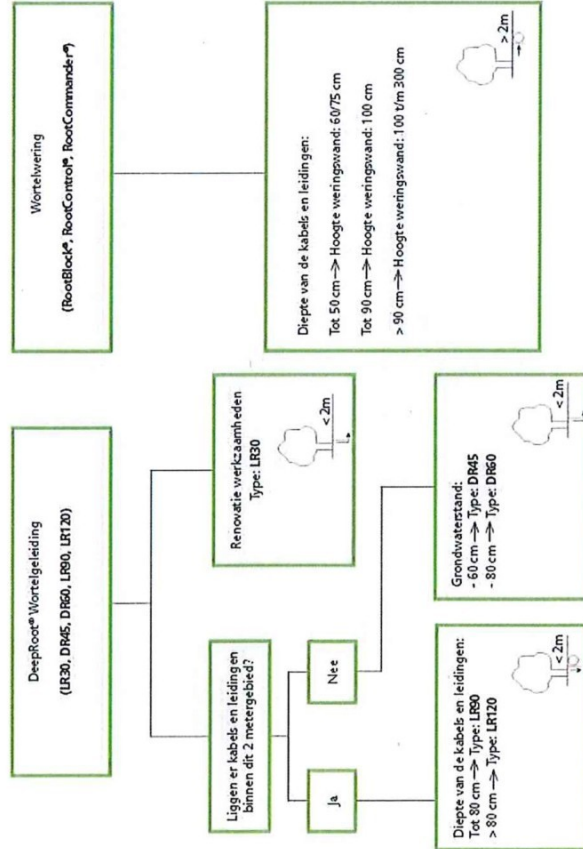 DeepRoot® Wortelgeleiding
(LR30, DR45, DR60, LR90, LR120)
Liggen er kabels en leidingen
binnen dit 2 metergebied?
Ja
Nee
Diepte van de kabels en leidingen:
Tot 80 cm → Type: LR90
> 80 cm → Type: LR120
< 2m
Grondwaterstand:
- 60 cm → Type: DR45
- 80 cm → Type: DR60
< 2m
Renovatie werkzaamheden
Type: LR30
< 2m
Wortelwering
(RootBlock®, RootControl®, RootCommander®)
Diepte van de kabels en leidingen:
Tot 50 cm → Hoogte weringswand: 60/75 cm
Tot 90 cm → Hoogte weringswand: 100 cm
> 90 cm → Hoogte weringswand: 100 t/m 300 cm
> 2m